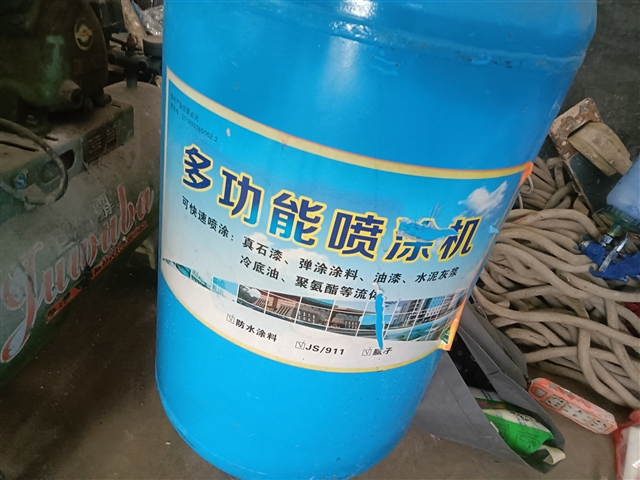 多功能喷涂机
可快速喷涂：真石漆、弹涂涂料、油漆、水泥灰浆
冷底油、聚氨酯等流体
防水涂料
JS/911
腻子